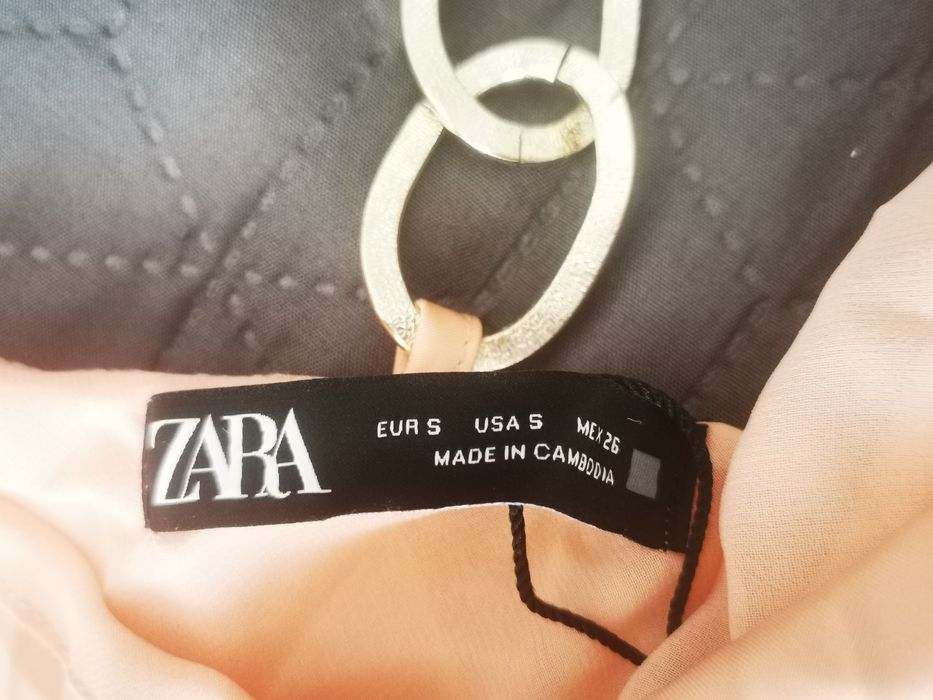 ZARA
EUR S USA S MEX 26
MADE IN CAMBODIA